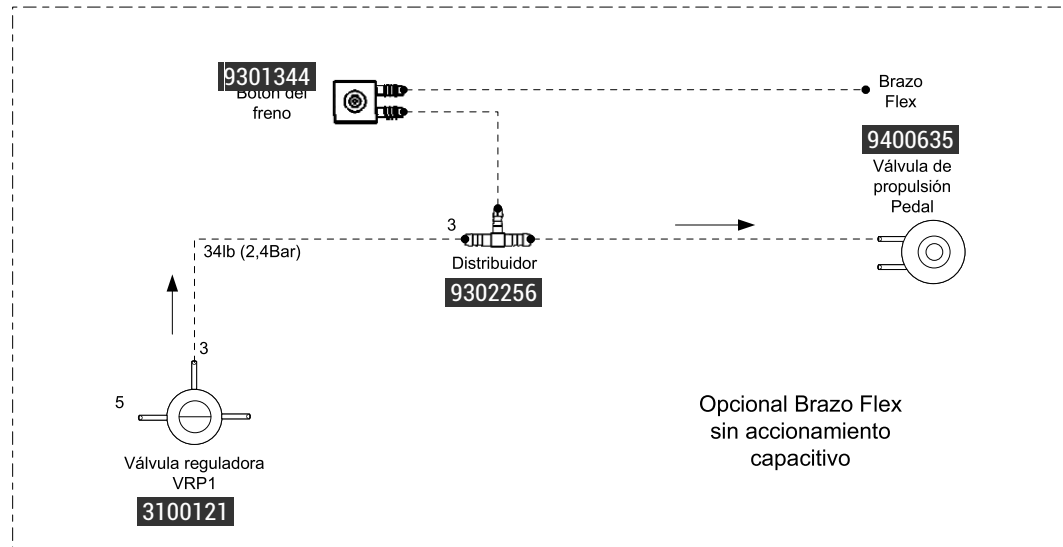 9301344
Botón del
freno
Brazo
Flex
9400635
Válvula de
propulsión
Pedal
3
34lb (2,4Bar)
Distribuidor
9302256
3
5
Válvula reguladora
VRP1
3100121
Opcional Brazo Flex
sin accionamiento
capacitivo